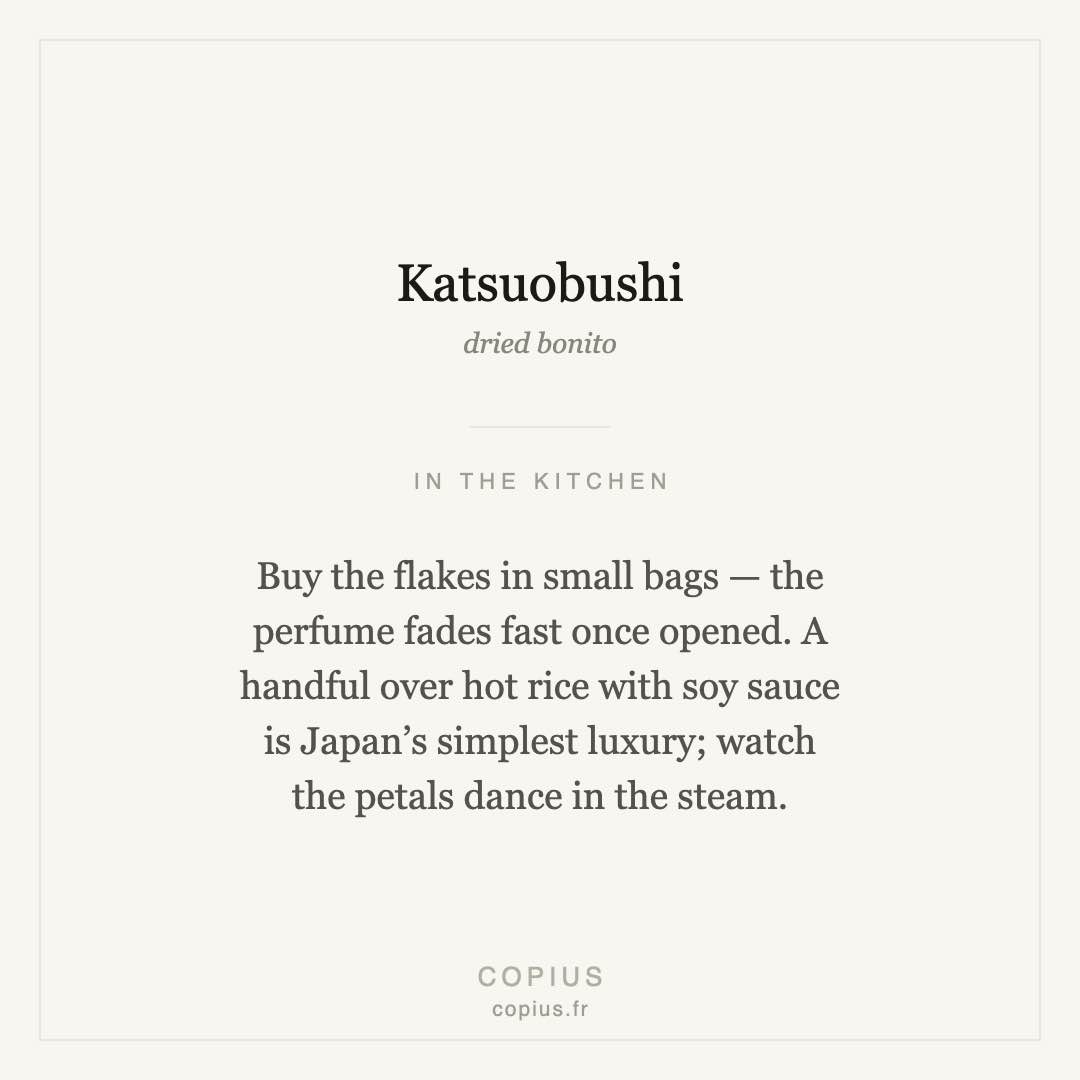 Katsuobushi
dried bonito
IN THE KITCHEN
Buy the flakes in small bags — the
perfume fades fast once opened. A
handful over hot rice with soy sauce
is Japan’s simplest luxury; watch
the petals dance in the steam.
COPIUS
copius.fr